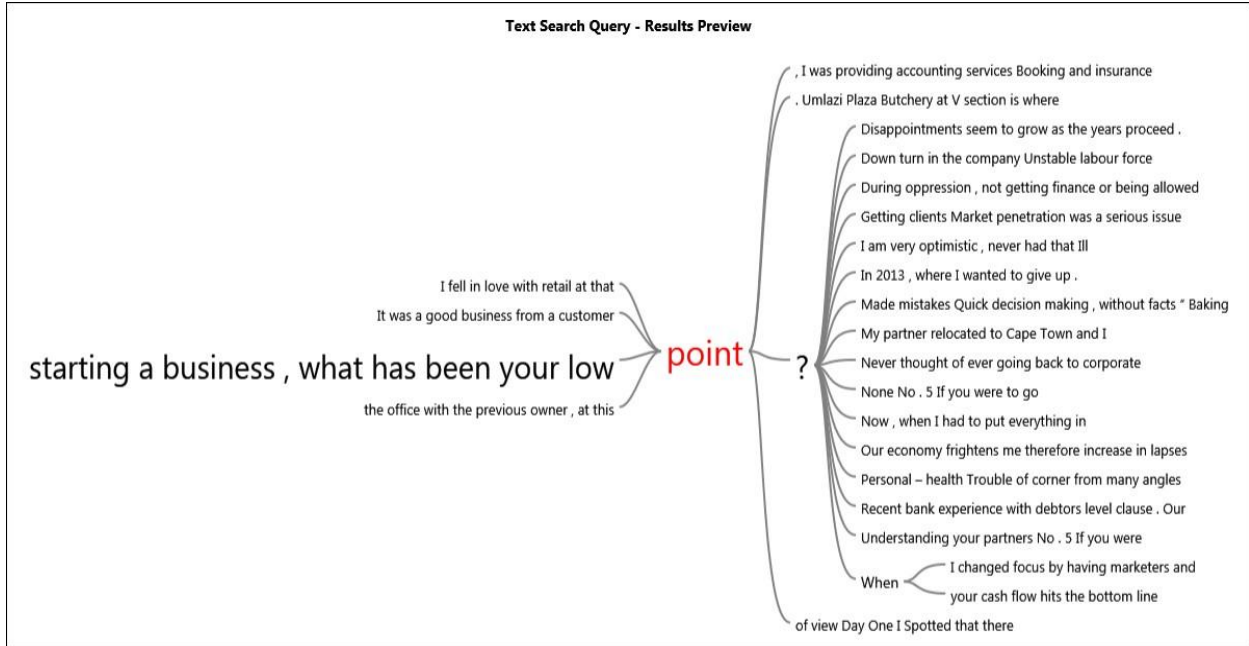 Text Search Query - Results Preview
I fell in love with retail at that
It was a good business from a customer
starting a business , what has been your low
the office with the previous owner , at this
point
, I was providing accounting services Booking and insurance
. Umlazi Plaza Butchery at V section is where
?
Disappointments seem to grow as the years proceed .
Down turn in the company Unstable labour force
During oppression , not getting finance or being allowed
Getting clients Market penetration was a serious issue
I am very optimistic , never had that Ill
In 2013 , where I wanted to give up .
Made mistakes Quick decision making , without facts “ Baking
My partner relocated to Cape Town and I
Never thought of ever going back to corporate
None No . 5 If you were to go
Now , when I had to put everything in
Our economy frightens me therefore increase in lapses
Personal – health Trouble of corner from many angles
Recent bank experience with debtors level clause . Our
Understanding your partners No . 5 If you were
When
I changed focus by having marketers and
your cash flow hits the bottom line
of view Day One I Spotted that there